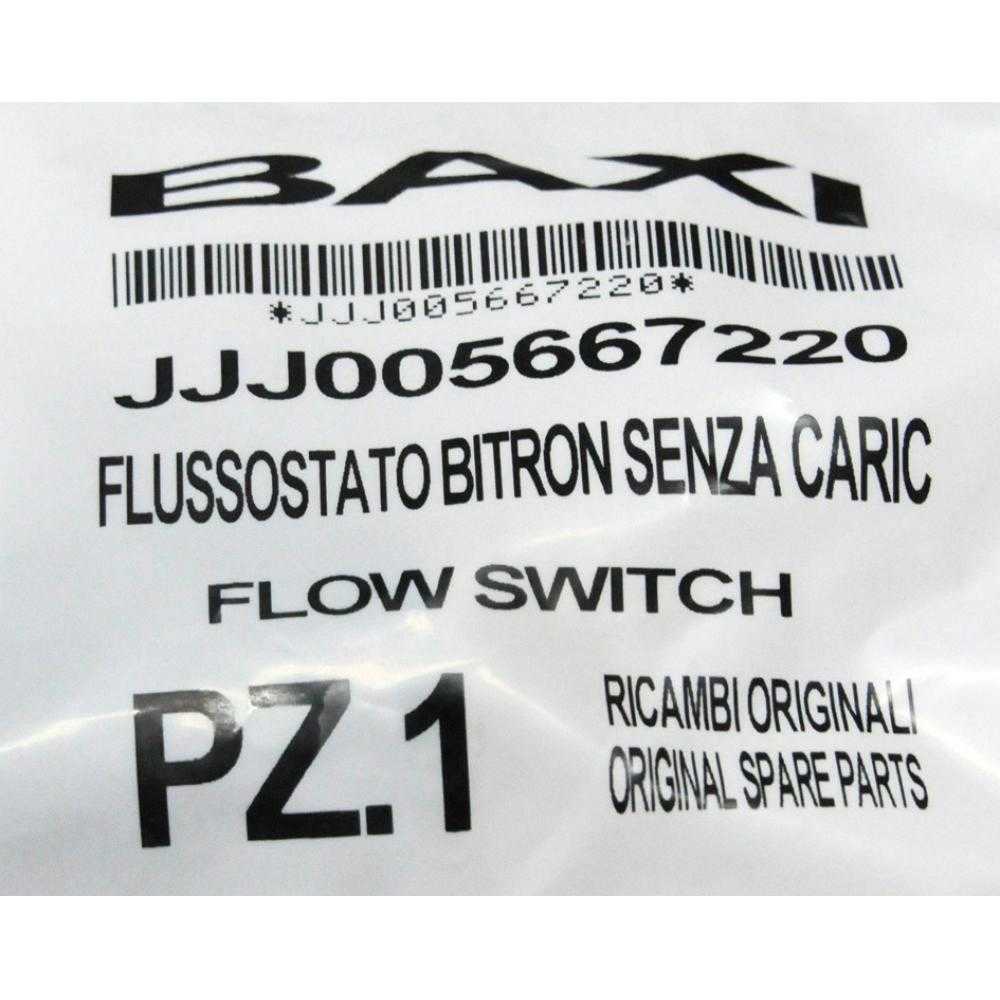 BAXI
*JJJ005667220*
JJJ005667220
FLUSSOSTATO BITRON SENZA CARIC
FLOW SWITCH
PZ.1
RICAMBI ORIGINALI
ORIGINAL SPARE PARTS